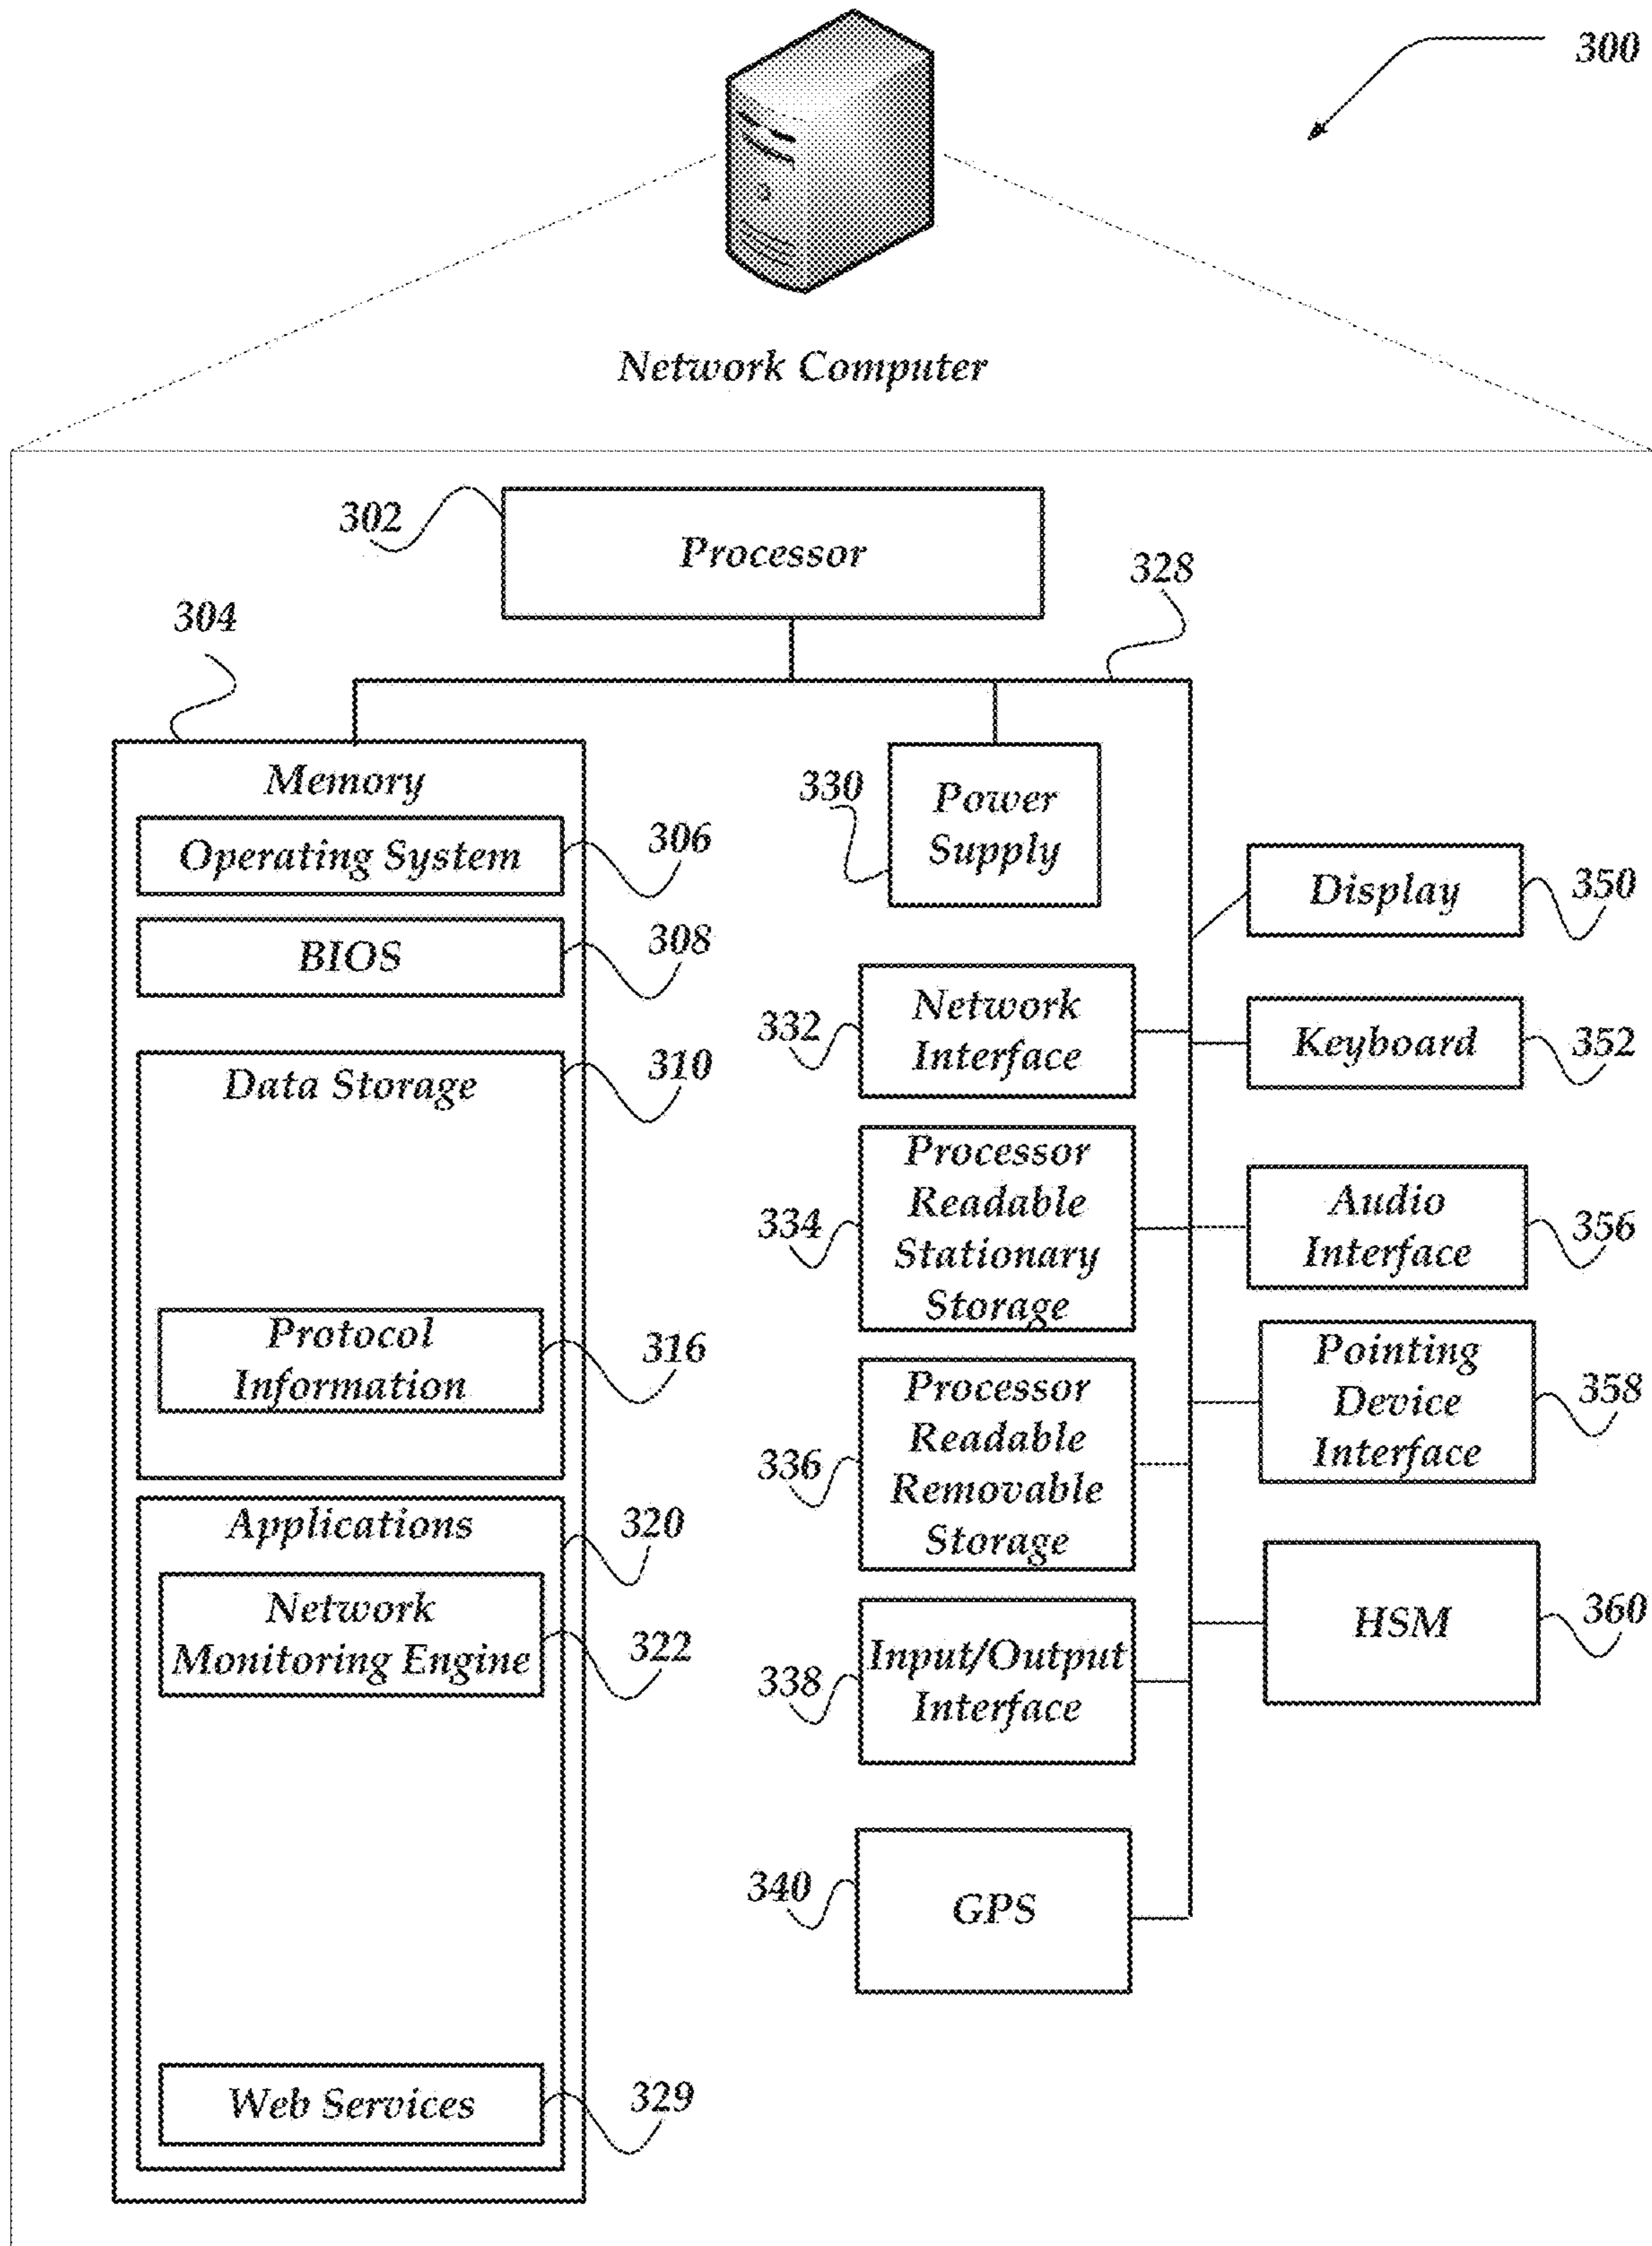 300
Network Computer
302
Processor
328
304
Memory
Operating System
306
BIOS
308
Data Storage
310
Protocol
Information
316
Applications
320
Network
Monitoring Engine
322
Web Services
329
330
Power
Supply
332
Network
Interface
334
Processor
Readable
Stationary
Storage
336
Processor
Readable
Removable
Storage
338
Input/Output
Interface
340
GPS
Display
350
Keyboard
352
Audio
Interface
356
Pointing
Device
Interface
358
HSM
360